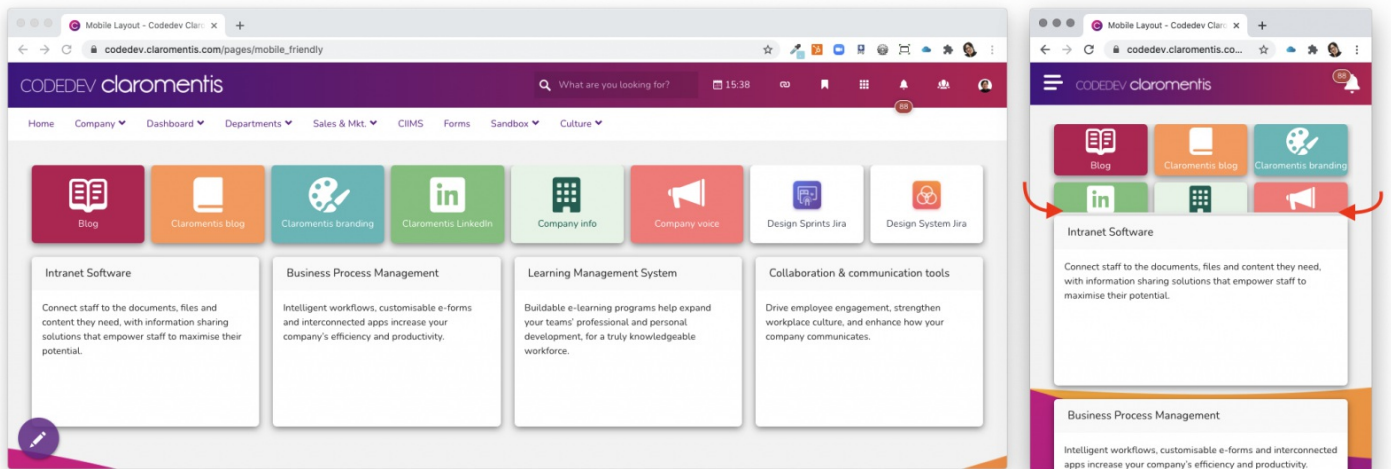 Mobile Layout - Codedev Claro
codedev.claromentis.com/pages/mobile_friendly
CODEDEV claromentis
What are you looking for?
15:38
88
Home Company Dashboard Departments Sales & Mkt. CIIMS Forms Sandbox Culture
Blog
Claromentis blog
Claromentis branding
Claromentis LinkedIn
Company info
Company voice
Design Sprints Jira
Design System Jira
Intranet Software
Connect staff to the documents, files and
content they need, with information sharing
solutions that empower staff to maximise their
potential.
Business Process Management
Intelligent workflows, customisable e-forms
and interconnected apps increase your
company's efficiency and productivity.
Learning Management System
Buildable e-learning programs help expand
your teams' professional and personal
development, for a truly knowledgeable
workforce.
Collaboration & communication tools
Drive employee engagement, strengthen
workplace culture, and enhance how your
company communicates.
Mobile Layout - Codedev Claro
codedev.claromentis.co...
CODEDEV claromentis
88
Blog
Claromentis blog
Claromentis branding
in
Intranet Software
Connect staff to the documents, files and content they need,
with information sharing solutions that empower staff to
maximise their potential.
Business Process Management
Intelligent workflows, customisable e-forms and interconnected
apps increase your company's efficiency and productivity.